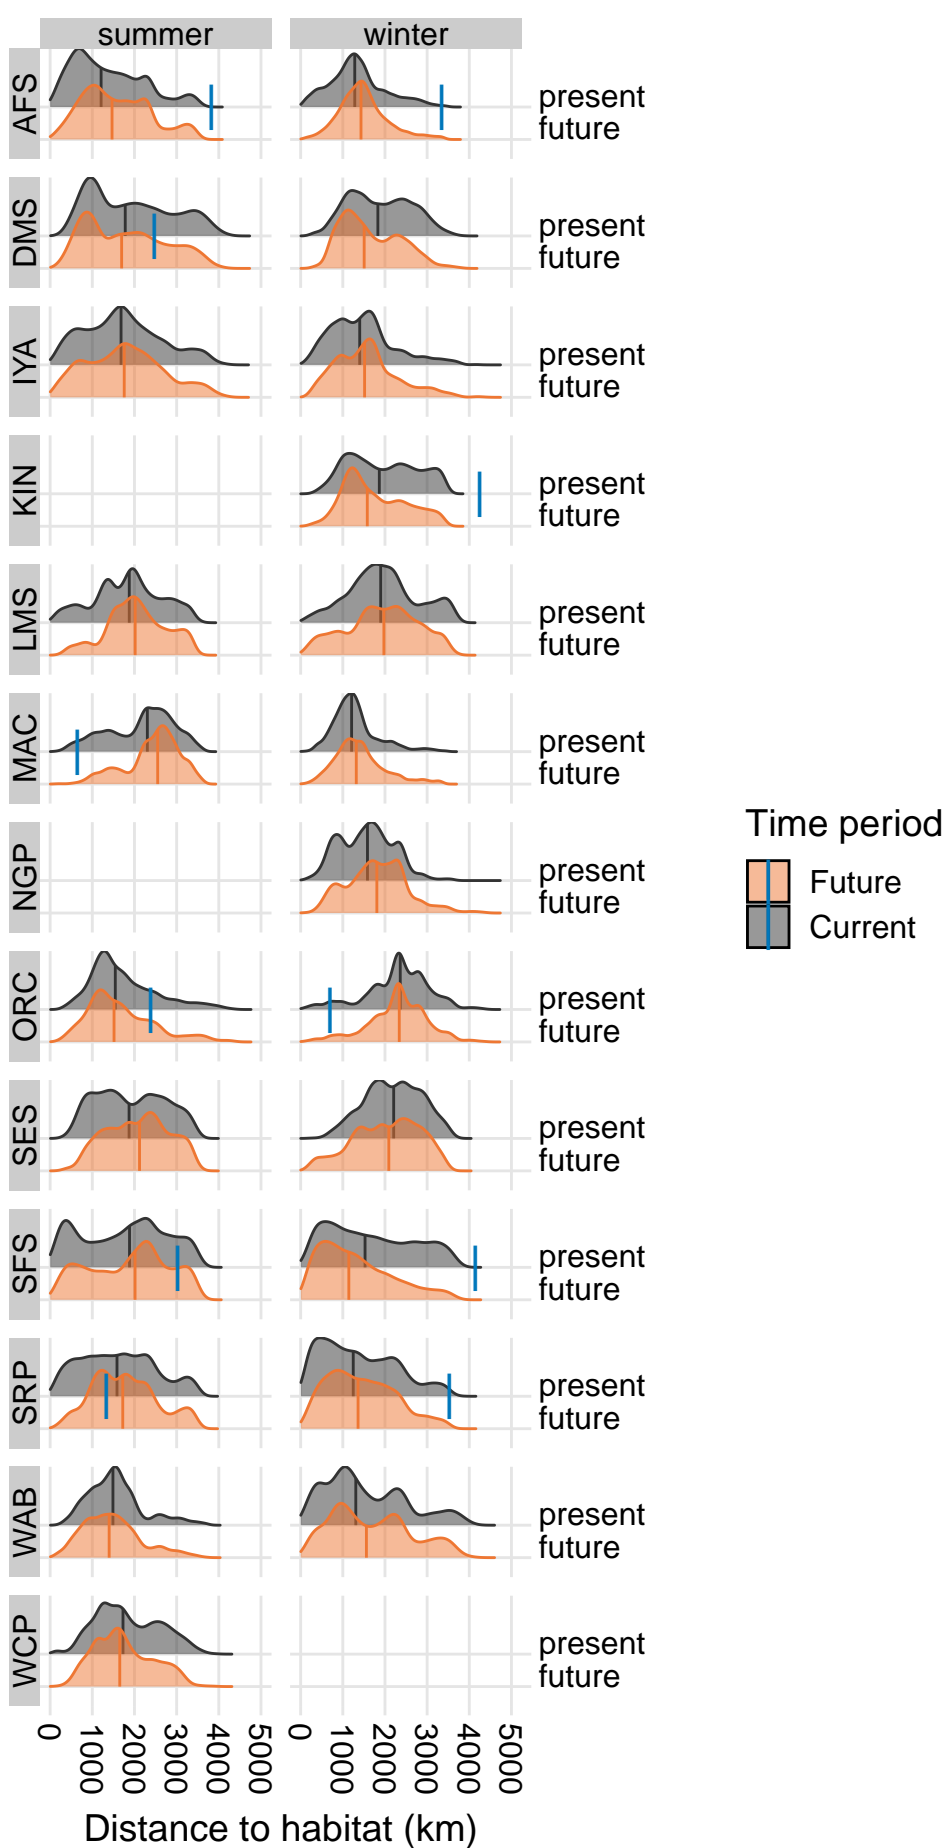 summer
winter
AFS
present
future
DMS
present
future
IYA
present
future
KIN
present
future
LMS
present
future
MAC
present
future
NGP
present
future
ORC
present
future
SES
present
future
SFS
present
future
SRP
present
future
WAB
present
future
WCP
present
future
0
1000
2000
3000
4000
5000
0
1000
2000
3000
4000
5000
Distance to habitat (km)
Time period
Future
Current